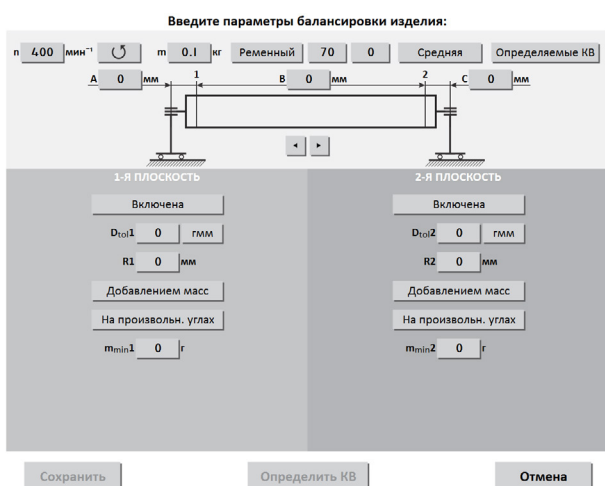 Введите параметры балансировки изделия:
n 400 мин⁻¹ m 0.1 кг Ременный 70 0 Средняя Определяемые КВ
A 0 мм 1 B 0 мм 2 C 0 мм
1-Я ПЛОСКОСТЬ 2-Я ПЛОСКОСТЬ
Включена Включена
Dtol1 0 гмм Dtol2 0 гмм
R1 0 мм R2 0 мм
Добавлением масс Добавлением масс
На произвольн. углах На произвольн. углах
mmin1 0 г mmin2 0 г
Сохранить Определить КВ Отмена